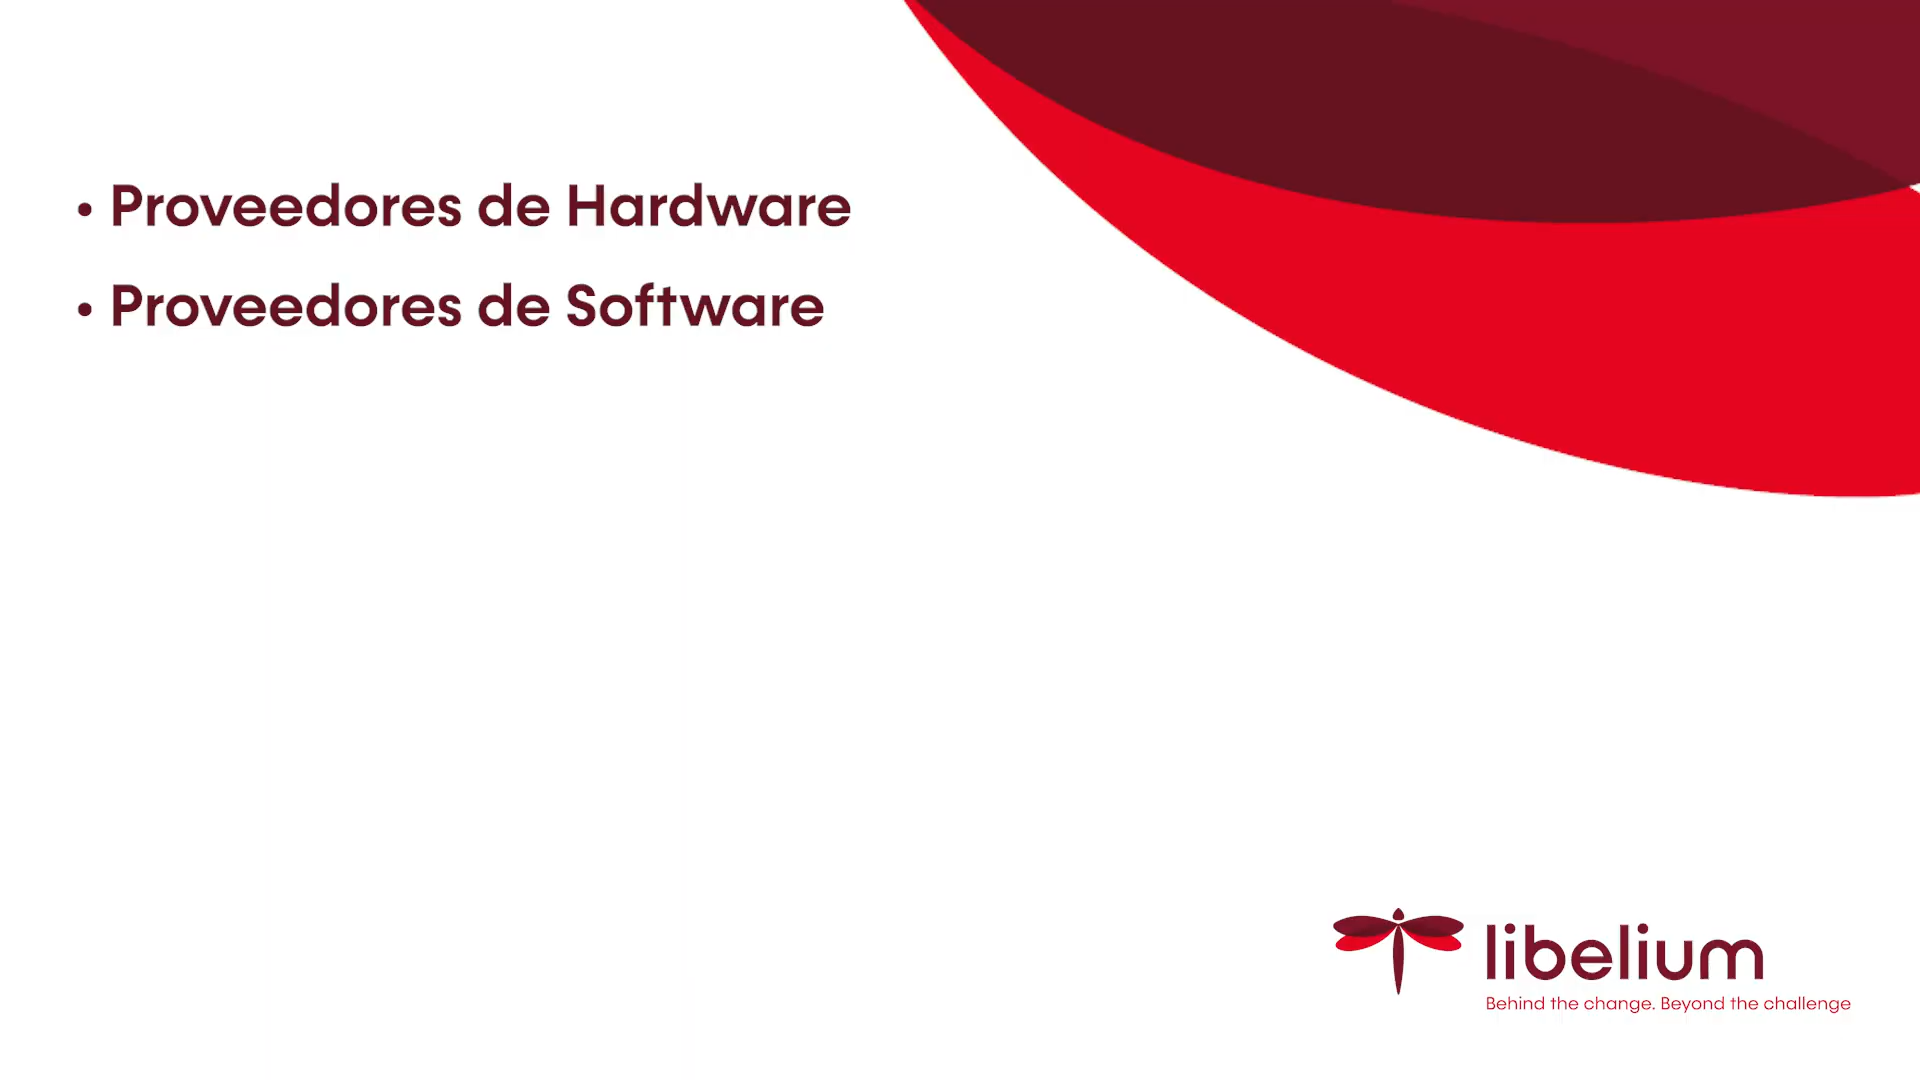 • Proveedores de Hardware
• Proveedores de Software
libelium
Behind the change. Beyond the challenge